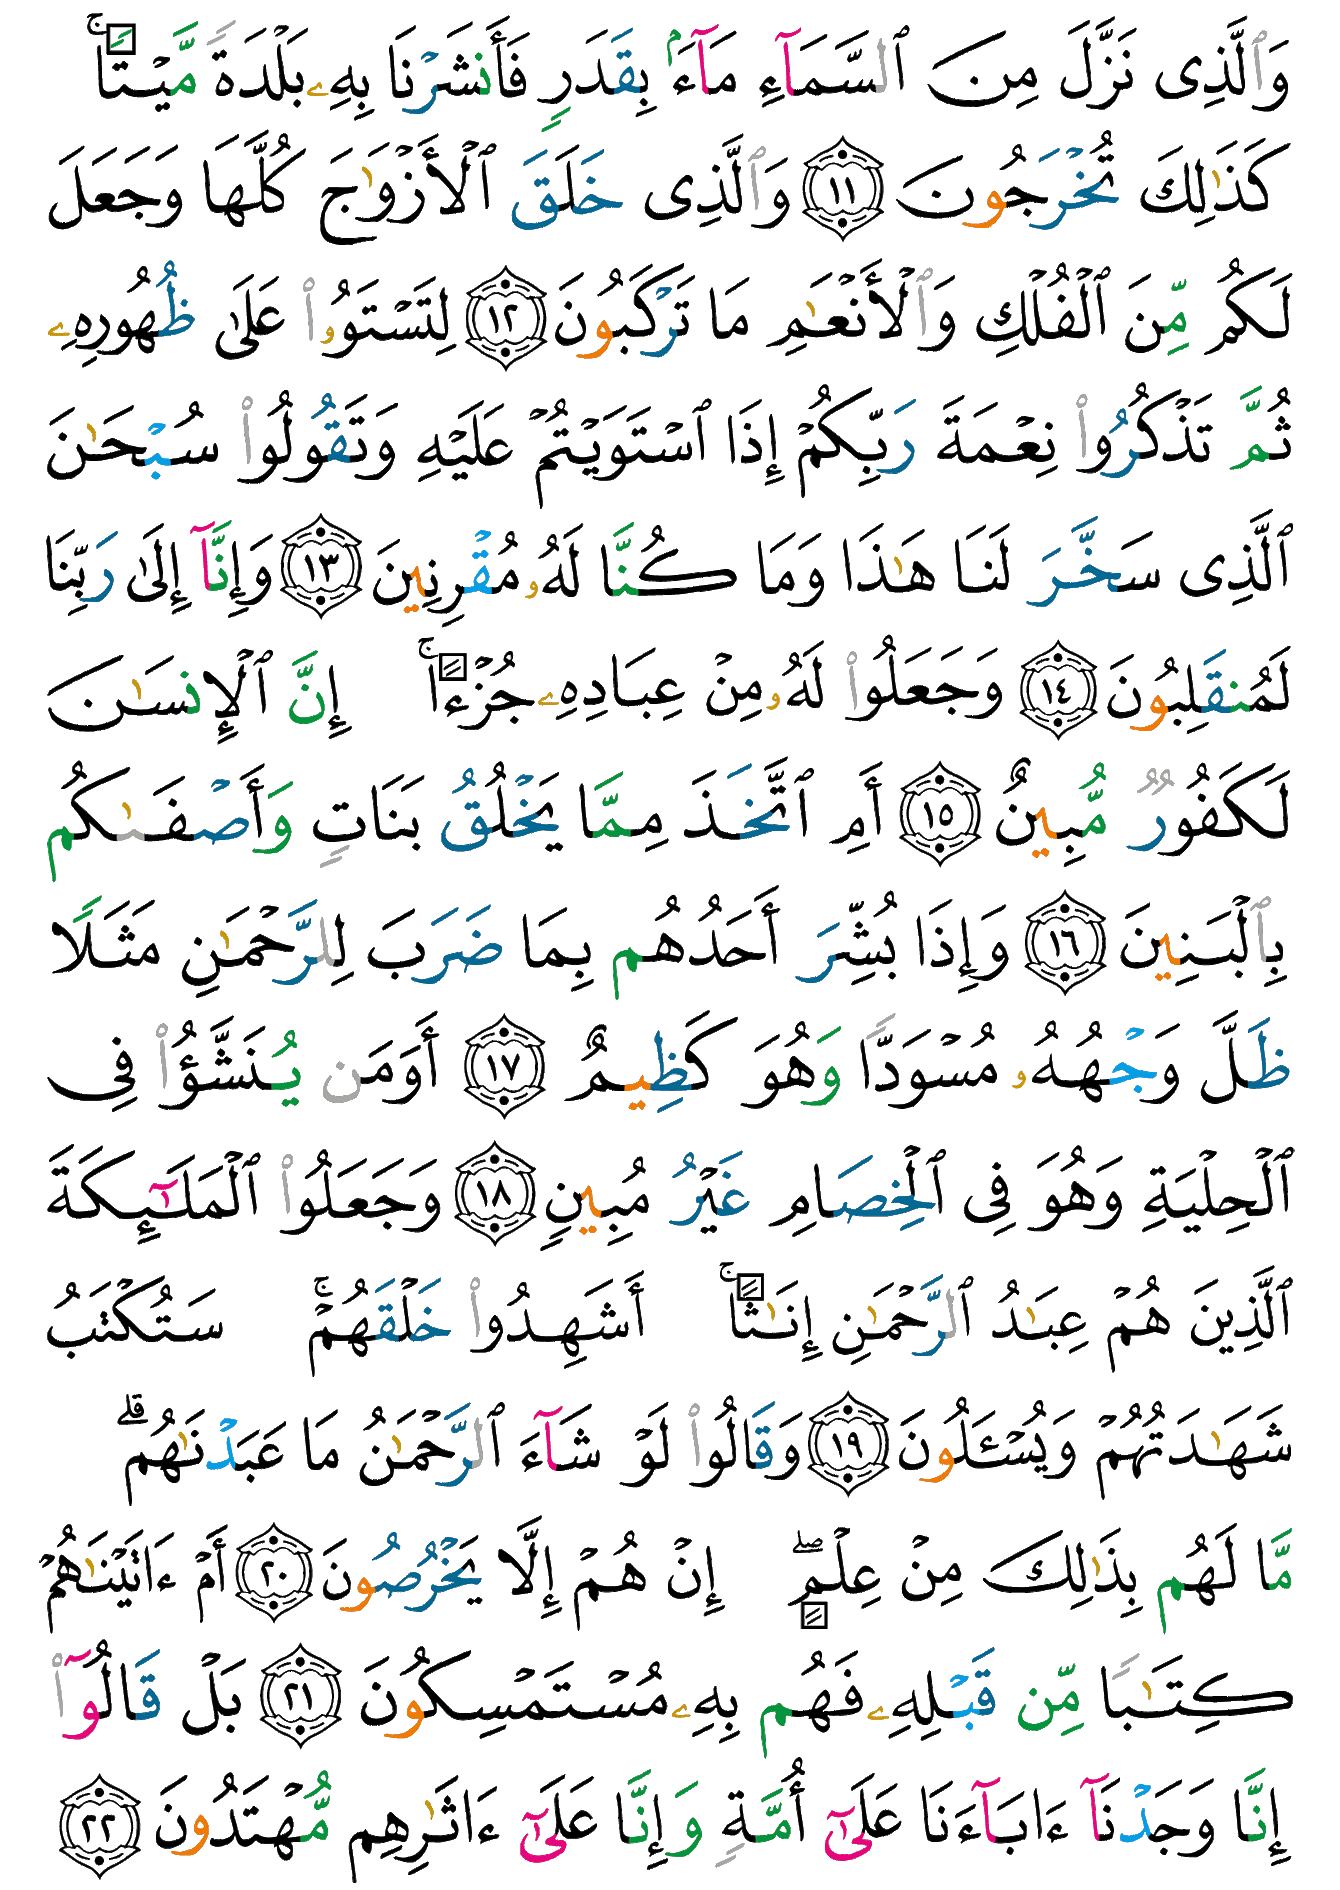 وَٱلَّذِى نَزَّلَ مِنَ ٱلسَّمَآءِ مَآءَۢ بِقَدَرٍ فَأَنشَرْنَا بِهِۦ بَلْدَةً مَّيْتًا ۚ
كَذَٰلِكَ تُخْرَجُونَ ١١ وَٱلَّذِى خَلَقَ ٱلْأَزْوَٰجَ كُلَّهَا وَجَعَلَ
لَكُم مِّنَ ٱلْفُلْكِ وَٱلْأَنْعَٰمِ مَا تَرْكَبُونَ ١٢ لِتَسْتَوُۥا۟ عَلَىٰ ظُهُورِهِۦ
ثُمَّ تَذْكُرُوا۟ نِعْمَةَ رَبِّكُمْ إِذَا ٱسْتَوَيْتُمْ عَلَيْهِ وَتَقُولُوا۟ سُبْحَٰنَ
ٱلَّذِى سَخَّرَ لَنَا هَٰذَا وَمَا كُنَّا لَهُۥ مُقْرِنِينَ ١٣ وَإِنَّآ إِلَىٰ رَبِّنَا
لَمُنقَلِبُونَ ١٤ وَجَعَلُوا۟ لَهُۥ مِنْ عِبَادِهِۦ جُزْءًا ۚ إِنَّ ٱلْإِنسَٰنَ
لَكَفُورٌ مُّبِينٌ ١٥ أَمِ ٱتَّخَذَ مِمَّا يَخْلُقُ بَنَاتٍ وَأَصْفَىٰكُم
بِٱلْبَنِينَ ١٦ وَإِذَا بُشِّرَ أَحَدُهُم بِمَا ضَرَبَ لِلرَّحْمَٰنِ مَثَلًا
ظَلَّ وَجْهُهُۥ مُسْوَدًّا وَهُوَ كَظِيمٌ ١٧ أَوَمَن يُنَشَّؤُا۟ فِى
ٱلْحِلْيَةِ وَهُوَ فِى ٱلْخِصَامِ غَيْرُ مُبِينٍ ١٨ وَجَعَلُوا۟ ٱلْمَلَٰٓئِكَةَ
ٱلَّذِينَ هُمْ عِبَٰدُ ٱلرَّحْمَٰنِ إِنَٰثًا ۚ أَشَهِدُوا۟ خَلْقَهُمْ ۚ سَتُكْتَبُ
شَهَٰدَتُهُمْ وَيُسْـَٔلُونَ ١٩ وَقَالُوا۟ لَوْ شَآءَ ٱلرَّحْمَٰنُ مَا عَبَدْنَٰهُم ۗ
مَّا لَهُم بِذَٰلِكَ مِنْ عِلْمٍ ۖ إِنْ هُمْ إِلَّا يَخْرُصُونَ ٢٠ أَمْ ءَاتَيْنَٰهُمْ
كِتَٰبًا مِّن قَبْلِهِۦ فَهُم بِهِۦ مُسْتَمْسِكُونَ ٢١ بَلْ قَالُوٓا۟
إِنَّا وَجَدْنَآ ءَابَآءَنَا عَلَىٰٓ أُمَّةٍ وَإِنَّا عَلَىٰٓ ءَاثَٰرِهِم مُّهْتَدُونَ ٢٢